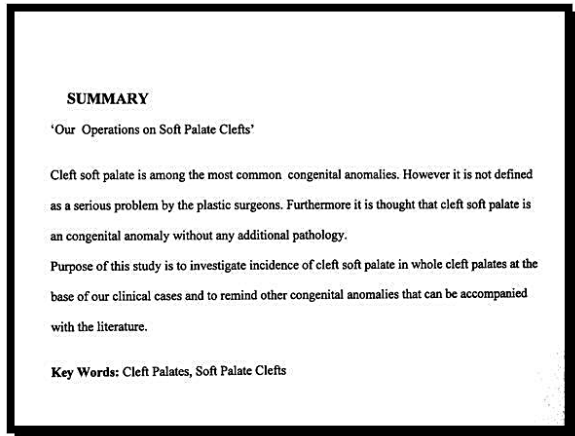 SUMMARY
'Our Operations on Soft Palate Clefts'
Cleft soft palate is among the most common congenital anomalies. However it is not defined
as a serious problem by the plastic surgeons. Furthermore it is thought that cleft soft palate is
an congenital anomaly without any additional pathology.
Purpose of this study is to investigate incidence of cleft soft palate in whole cleft palates at the
base of our clinical cases and to remind other congenital anomalies that can be accompanied
with the literature.
Key Words: Cleft Palates, Soft Palate Clefts